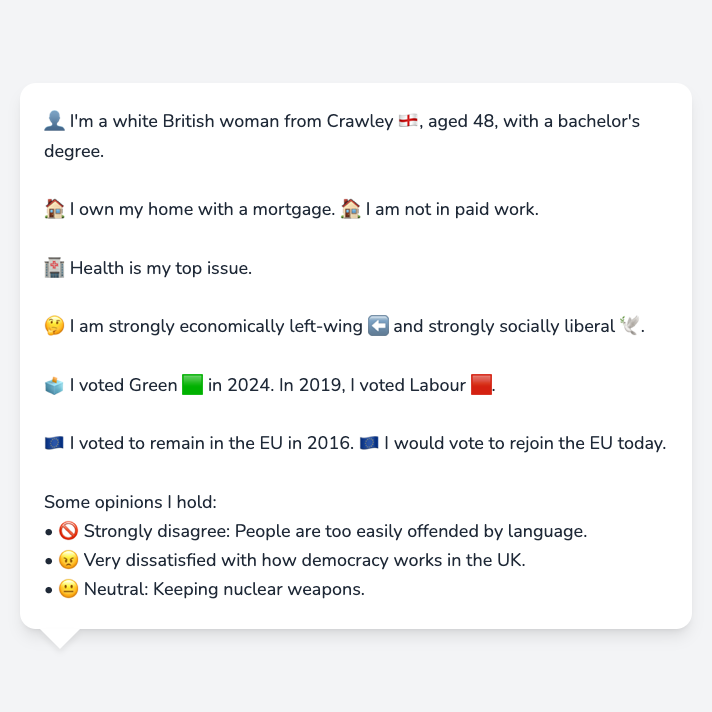 👤 I'm a white British woman from Crawley 🏴󠁧󠁢󠁥󠁮󠁧󠁿, aged 48, with a bachelor's
degree.
🏠 I own my home with a mortgage. 🏠 I am not in paid work.
🏥 Health is my top issue.
🤔 I am strongly economically left-wing ⬅️ and strongly socially liberal 🕊️.
🗳️ I voted Green 🟩 in 2024. In 2019, I voted Labour 🟥.
🇪🇺 I voted to remain in the EU in 2016. 🇪🇺 I would vote to rejoin the EU today.
Some opinions I hold:
• 🚫 Strongly disagree: People are too easily offended by language.
• 😠 Very dissatisfied with how democracy works in the UK.
• 😐 Neutral: Keeping nuclear weapons.